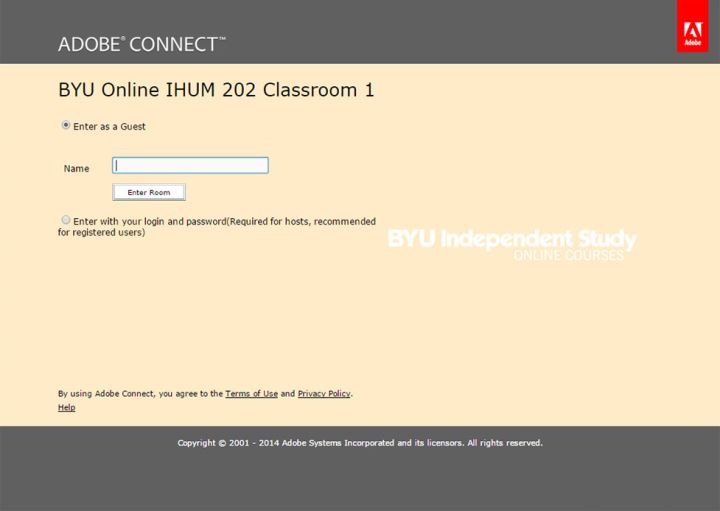 ADOBE® CONNECT™
Adobe
BYU Online IHUM 202 Classroom 1
Enter as a Guest
Name
Enter Room
Enter with your login and password(Required for hosts, recommended
for registered users)
BYU Independent Study
ONLINE COURSES
By using Adobe Connect, you agree to the Terms of Use and Privacy Policy.
Help
Copyright © 2001 - 2014 Adobe Systems Incorporated and its licensors. All rights reserved.